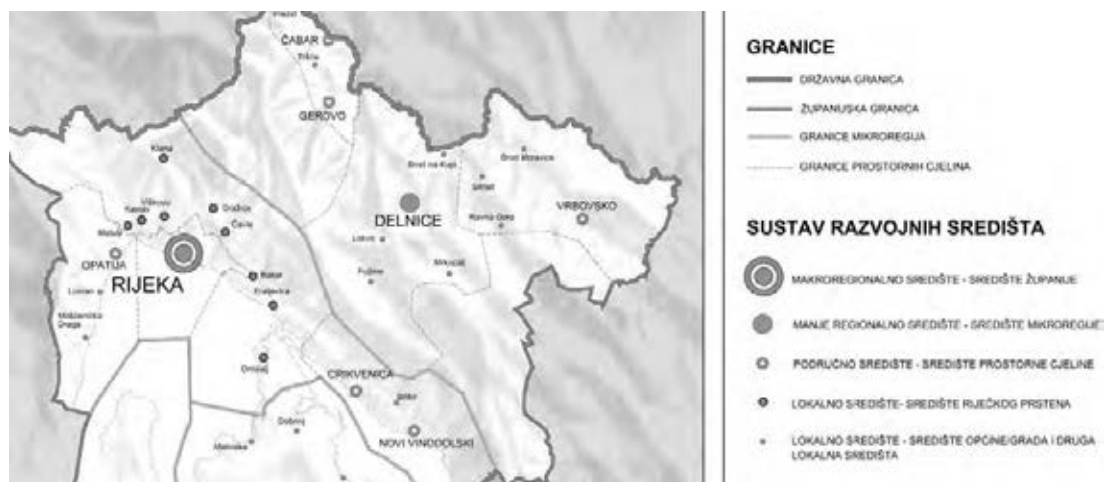 ČABAR
Tršće
GEROVO
Klana
Brod na Kupi
Brod Moravice
Skrad
DELNICE
Ravna Gora
VRBOVSKO
Viškovo
Kastav
Matulji
Dražice
Čavle
Lokve
OPATIJA
RIJEKA
Bakar
Fužine
Mrkopalj
Lovran
Kraljevica
Mošćenička
Draga
Omišalj
CRIKVENICA
Bribir
Dobrinj
Malinska
NOVI VINODOLSKI
GRANICE
DRŽAVNA GRANICA
ŽUPANIJSKA GRANICA
GRANICE MIKROREGIJA
GRANICE PROSTORNIH CJELINA
SUSTAV RAZVOJNIH SREDIŠTA
MAKROREGIONALNO SREDIŠTE - SREDIŠTE ŽUPANIJE
MANJE REGIONALNO SREDIŠTE - SREDIŠTE MIKROREGIJE
PODRUČNO SREDIŠTE - SREDIŠTE PROSTORNE CJELINE
LOKALNO SREDIŠTE- SREDIŠTE RIJEČKOG PRSTENA
LOKALNO SREDIŠTE - SREDIŠTE OPĆINE/GRADA I DRUGA
LOKALNA SREDIŠTA